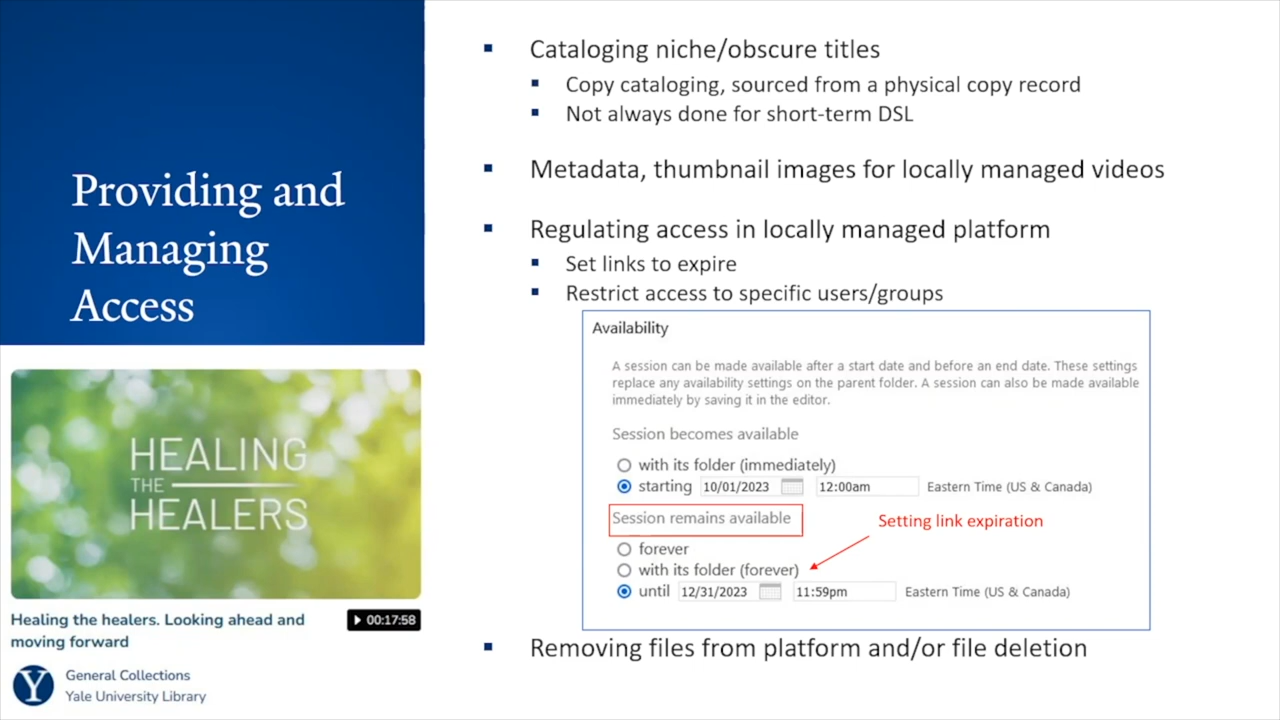 Providing and
Managing
Access
HEALING
THE
HEALERS
Healing the healers. Looking ahead and
moving forward
00:17:58
Y
General Collections
Yale University Library
Cataloging niche/obscure titles
Copy cataloging, sourced from a physical copy record
Not always done for short-term DSL
Metadata, thumbnail images for locally managed videos
Regulating access in locally managed platform
Set links to expire
Restrict access to specific users/groups
Availability
A session can be made available after a start date and before an end date. These settings
replace any availability settings on the parent folder. A session can also be made available
immediately by saving it in the editor.
Session becomes available
with its folder (immediately)
starting 10/01/2023 12:00am Eastern Time (US & Canada)
Session remains available
Setting link expiration
forever
with its folder (forever)
until 12/31/2023 11:59pm Eastern Time (US & Canada)
Removing files from platform and/or file deletion